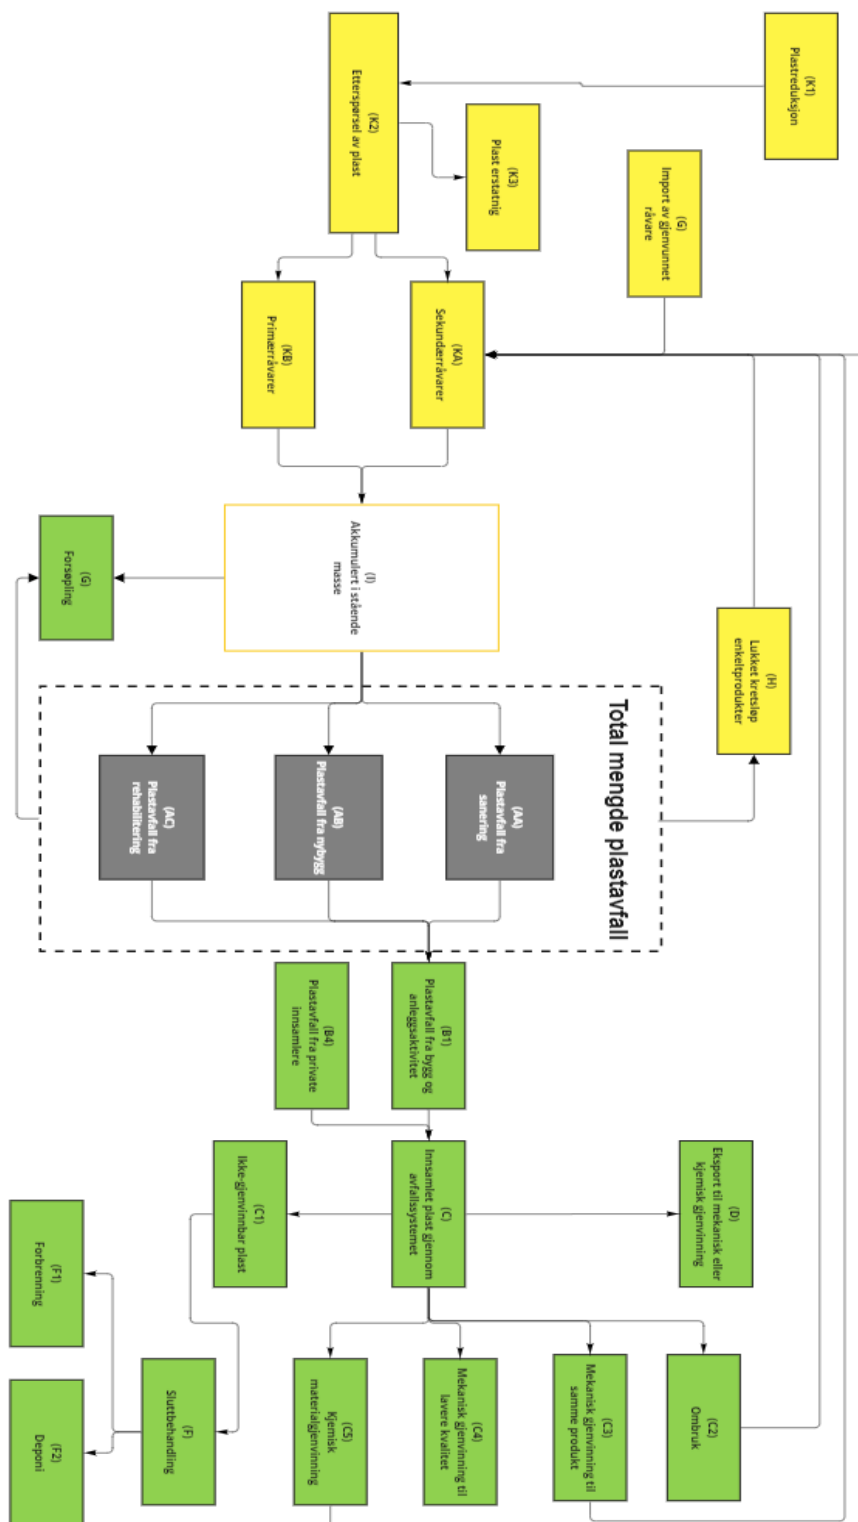 (K1)
Plastreduksjon
(G)
Import av gjenvunnet
råvare
(K3)
Plast erstatnig
(K2)
Etterspørsel av plast
(KA)
Sekundærråvarer
(KB)
Primærråvarer
(H)
Lukket kretsløp
enkeltprodukter
(I)
Akkumulert i stående
masse
(G)
Forsøpling
Total mengde plastavfall
(AA)
Plastavfall fra
sanering
(AB)
Plastavfall fra nybygg
(AC)
Plastavfall fra
rehabilitering
(B1)
Plastavfall fra bygg og
anleggsaktivitet
(B4)
Plastavfall fra private
innsamlere
(D)
Eksport til mekanisk eller
kjemisk gjenvinning
(C)
Innsamlet plast gjennom
avfallssystemet
(C1)
Ikke-gjenvinnbar plast
(C2)
Ombruk
(C3)
Mekanisk gjenvinning til
samme produkt
(C4)
Mekanisk gjenvinning til
lavere kvalitet
(C5)
Kjemisk
materialgjenvinning
(F)
Sluttbehandling
(F1)
Forbrenning
(F2)
Deponi